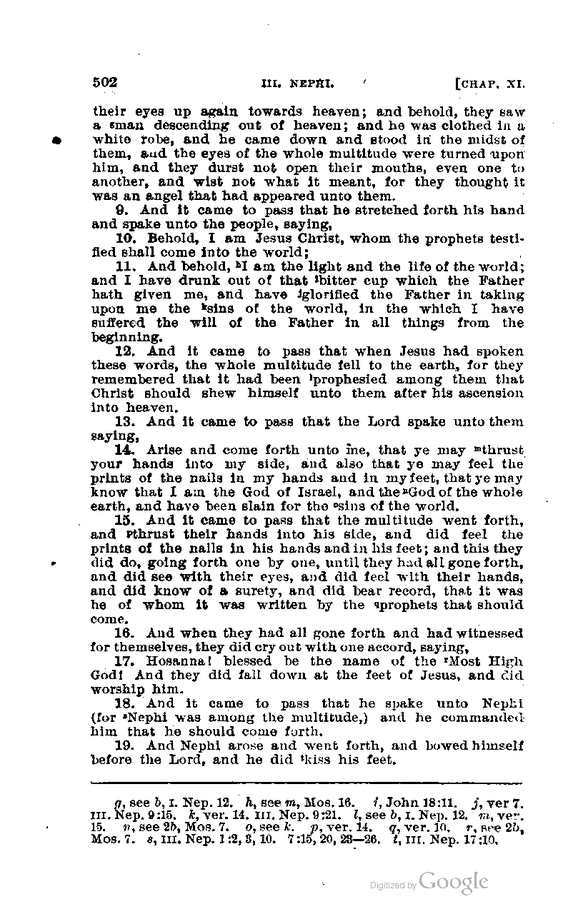 502 III. NEPHI. [CHAP. XI.
their eyes up again towards heaven; and behold, they saw
a gman descending out of heaven; and he was clothed in a
white robe, and he came down and stood in the midst of
them, and the eyes of the whole multitude were turned upon
him, and they durst not open their mouths, even one to
another, and wist not what it meant, for they thought it
was an angel that had appeared unto them.
9. And it came to pass that he stretched forth his hand
and spake unto the people, saying,
10. Behold, I am Jesus Christ, whom the prophets testi-
fied shall come into the world;
11. And behold, hI am the light and the life of the world;
and I have drunk out of that ibitter cup which the Father
hath given me, and have jglorified the Father in taking
upon me the ksins of the world, in the which I have
suffered the will of the Father in all things from the
beginning.
12. And it came to pass that when Jesus had spoken
these words, the whole multitude fell to the earth, for they
remembered that it had been lprophesied among them that
Christ should shew himself unto them after his ascension
into heaven.
13. And it came to pass that the Lord spake unto them
saying,
14. Arise and come forth unto me, that ye may mthrust
your hands into my side, and also that ye may feel the
prints of the nails in my hands and in my feet, that ye may
know that I am the God of Israel, and the nGod of the whole
earth, and have been slain for the osins of the world.
15. And it came to pass that the multitude went forth,
and pthrust their hands into his side, and did feel the
prints of the nails in his hands and in his feet; and this they
did do, going forth one by one, until they had all gone forth,
and did see with their eyes, and did feel with their hands,
and did know of a surety, and did bear record, that it was
he of whom it was written by the qprophets that should
come.
16. And when they had all gone forth and had witnessed
for themselves, they did cry out with one accord, saying,
17. Hosanna! blessed be the name of the rMost High
God! And they did fall down at the feet of Jesus, and did
worship him.
18. And it came to pass that he spake unto Nephi
(for sNephi was among the multitude,) and he commanded
him that he should come forth.
19. And Nephi arose and went forth, and bowed himself
before the Lord, and he did tkiss his feet.
g, see b, I. Nep. 12. h, see m, Mos. 16. i, John 18:11. j, ver 7.
III. Nep. 9:15. k, ver. 14. III. Nep. 9:21. l, see b, I. Nep. 12. m, ver.
15. n, see 2b, Mos. 7. o, see k. p, ver. 14. q, ver. 10. r, see 2b,
Mos. 7. s, III. Nep. 1:2, 3, 10. 7:15, 20, 23—26. t, III. Nep. 17:10.
Digitized by Google